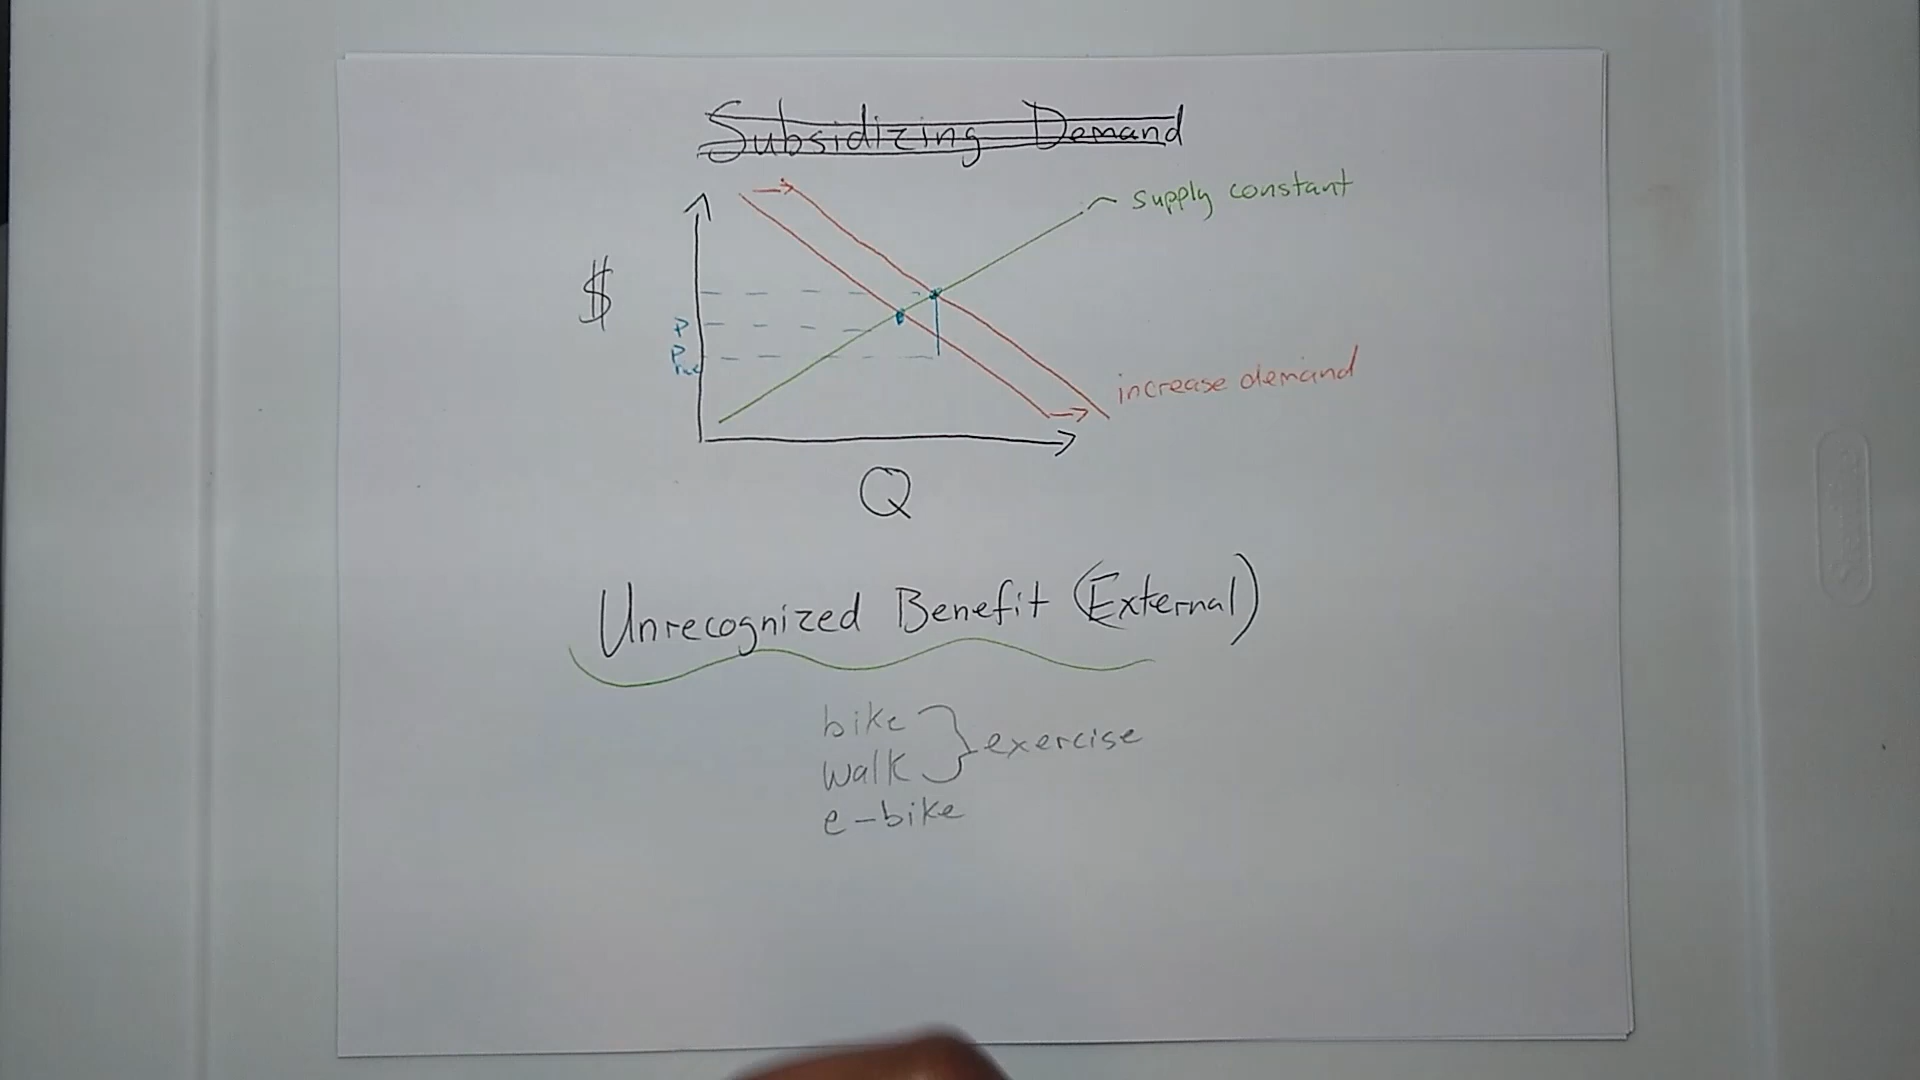 Subsidizing Demand
supply constant
$
P
increase demand
Q
Unrecognized Benefit (External)
bike
walk } exercise
e-bike